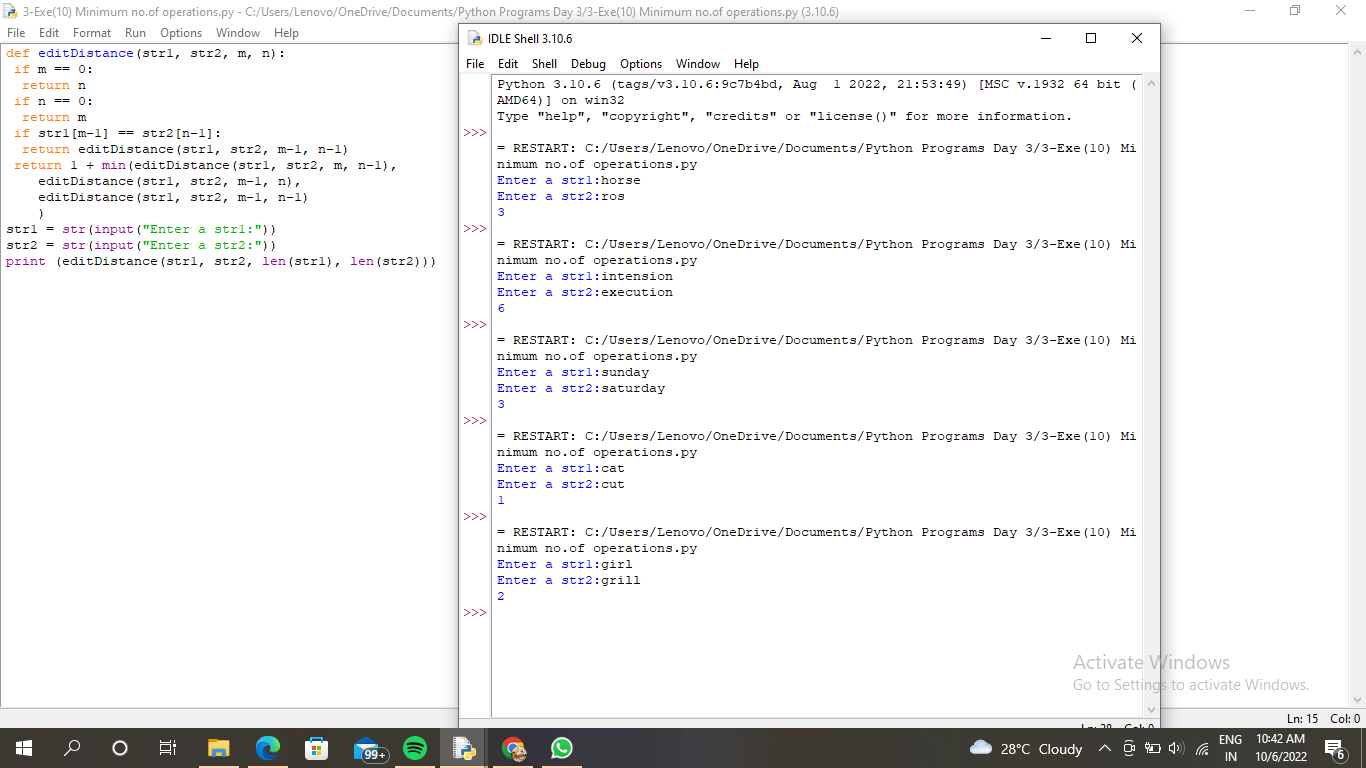 3-Exe(10) Minimum no.of operations.py - C:/Users/Lenovo/OneDrive/Documents/Python Programs Day 3/3-Exe(10) Minimum no.of operations.py (3.10.6)
File Edit Format Run Options Window Help
def editDistance(str1, str2, m, n):
 if m == 0:
  return n
 if n == 0:
  return m
 if str1[m-1] == str2[n-1]:
  return editDistance(str1, str2, m-1, n-1)
 return 1 + min(editDistance(str1, str2, m, n-1),
    editDistance(str1, str2, m-1, n),
    editDistance(str1, str2, m-1, n-1)
    )
str1 = str(input("Enter a str1:"))
str2 = str(input("Enter a str2:"))
print (editDistance(str1, str2, len(str1), len(str2)))
IDLE Shell 3.10.6
File Edit Shell Debug Options Window Help
Python 3.10.6 (tags/v3.10.6:9c7b4bd, Aug  1 2022, 21:53:49) [MSC v.1932 64 bit (
AMD64)] on win32
Type "help", "copyright", "credits" or "license()" for more information.
>>>
= RESTART: C:/Users/Lenovo/OneDrive/Documents/Python Programs Day 3/3-Exe(10) Mi
nimum no.of operations.py
Enter a str1:horse
Enter a str2:ros
3
>>>
= RESTART: C:/Users/Lenovo/OneDrive/Documents/Python Programs Day 3/3-Exe(10) Mi
nimum no.of operations.py
Enter a str1:intension
Enter a str2:execution
6
>>>
= RESTART: C:/Users/Lenovo/OneDrive/Documents/Python Programs Day 3/3-Exe(10) Mi
nimum no.of operations.py
Enter a str1:sunday
Enter a str2:saturday
3
>>>
= RESTART: C:/Users/Lenovo/OneDrive/Documents/Python Programs Day 3/3-Exe(10) Mi
nimum no.of operations.py
Enter a str1:cat
Enter a str2:cut
1
>>>
= RESTART: C:/Users/Lenovo/OneDrive/Documents/Python Programs Day 3/3-Exe(10) Mi
nimum no.of operations.py
Enter a str1:girl
Enter a str2:grill
2
>>>
Activate Windows
Go to Settings to activate Windows.
Ln: 15 Col: 0
99+
28°C Cloudy
ENG
IN
10:42 AM
10/6/2022
6